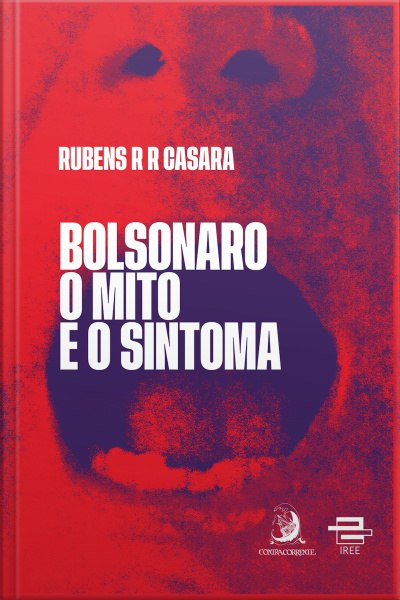 RUBENS R R CASARA
BOLSONARO
O MITO
E O SINTOMA
CONTRACORRENTE
IREE